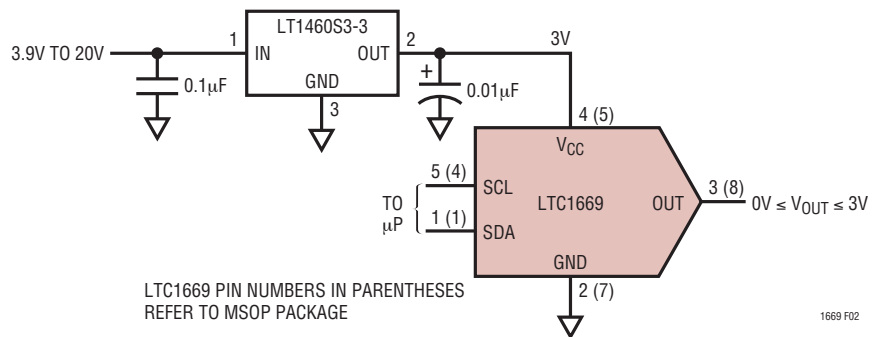 LT1460S3-3
3.9V TO 20V
1
IN
OUT
2
3V
GND
3
0.1µF
+
0.01µF
4 (5)
VCC
5 (4)
SCL
TO
µP
1 (1)
SDA
LTC1669
OUT
3 (8)
0V ≤ VOUT ≤ 3V
GND
2 (7)
LTC1669 PIN NUMBERS IN PARENTHESES
REFER TO MSOP PACKAGE
1669 F02